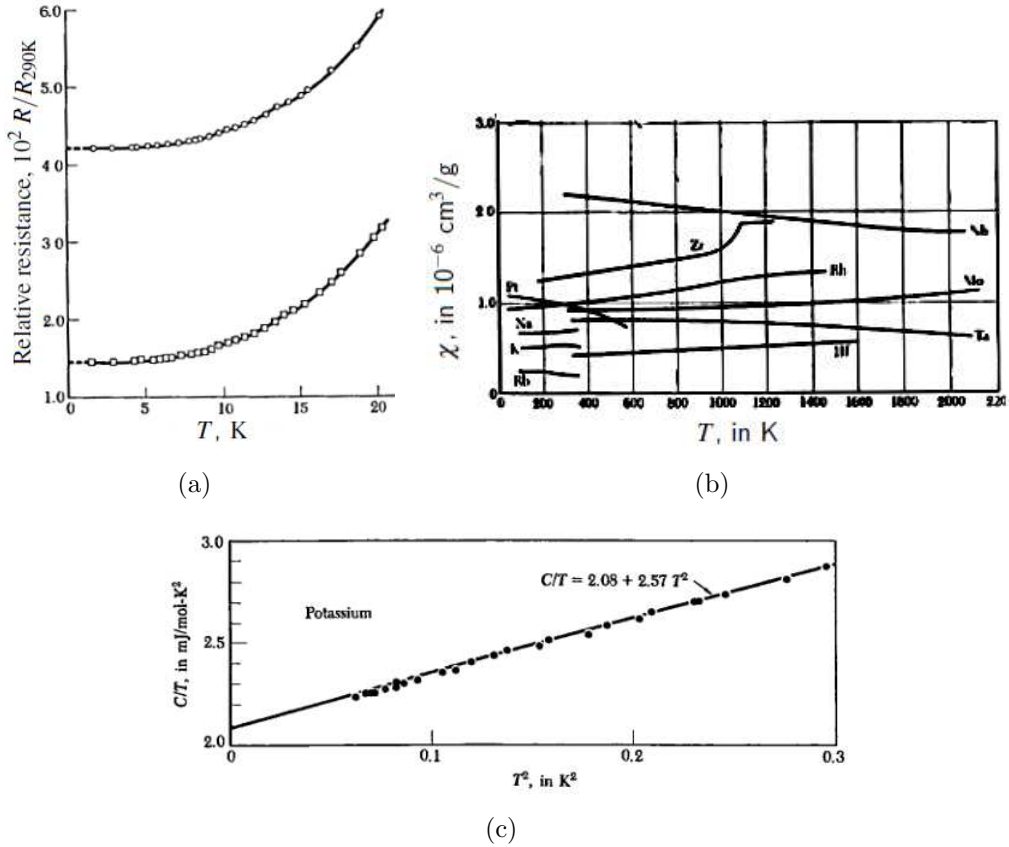 6.0
5.0
4.0
3.0
2.0
1.0
Relative resistance, 10² R/R₂₉₀K
0 5 10 15 20
T, K
(a)
3.0
2.0
1.0
0
χ, in 10⁻⁶ cm³/g
Nb
Zr
Rh
Pt
Mo
Na
Ta
K
Hf
Rb
0 200 400 600 800 1000 1200 1400 1600 1800 2000 220
T, in K
(b)
3.0
2.5
2.0
C/T, in mJ/mol-K²
C/T = 2.08 + 2.57 T²
Potassium
0 0.1 0.2 0.3
T², in K²
(c)